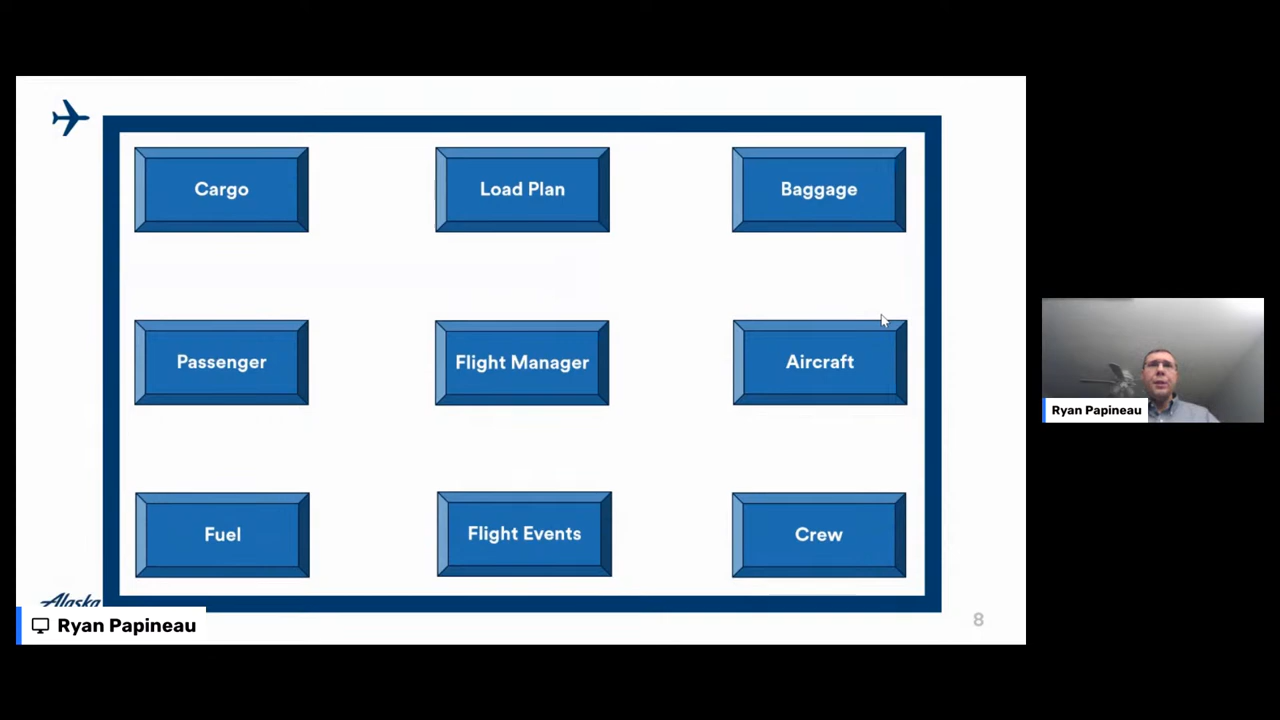 Cargo
Load Plan
Baggage
Passenger
Flight Manager
Aircraft
Ryan Papineau
Fuel
Flight Events
Crew
Alaska
8
Ryan Papineau